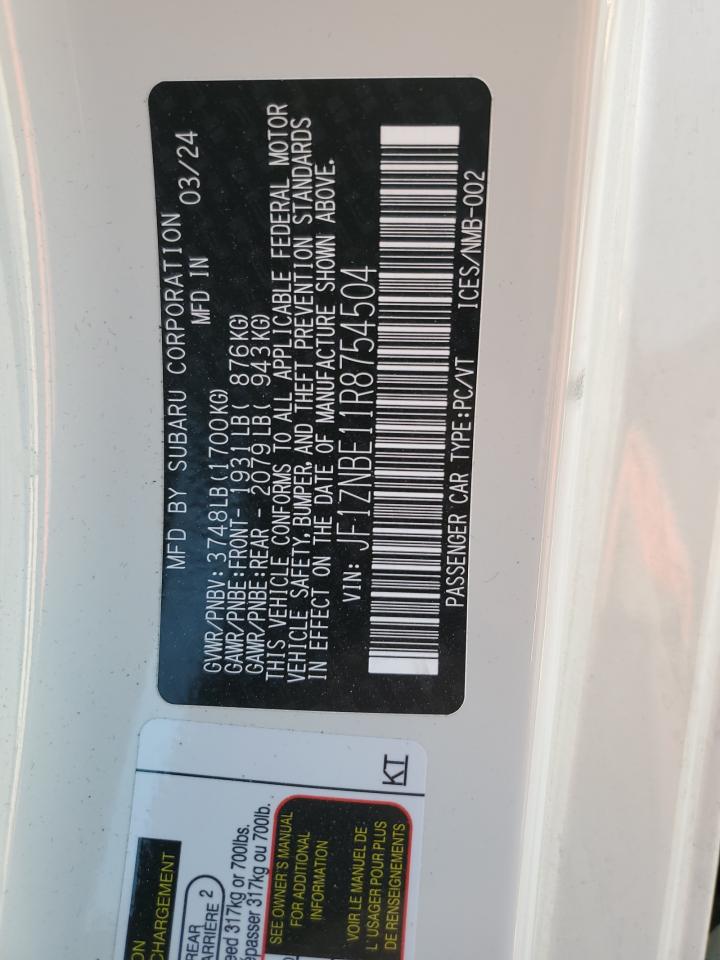 MFD BY SUBARU CORPORATION
MFD IN 03/24
GVWR/PNBV: 3748LB(1700KG)
GAWR/PNBE:FRONT- 1931LB( 876KG)
GAWR/PNBE:REAR - 2079LB( 943KG)
THIS VEHICLE CONFORMS TO ALL APPLICABLE FEDERAL MOTOR
VEHICLE SAFETY, BUMPER, AND THEFT PREVENTION STANDARDS
IN EFFECT ON THE DATE OF MANUFACTURE SHOWN ABOVE.
VIN: JF1ZNBE11R8754504
PASSENGER CAR TYPE:PC/VT ICES/NMB-002
KT
ON
CHARGEMENT
REAR 2
ARRIÈRE
eed 317kg or 700lbs.
épasser 317kg ou 700lb.
SEE OWNER'S MANUAL
FOR ADDITIONAL
INFORMATION
VOIR LE MANUEL DE
L' USAGER POUR PLUS
DE RENSEIGNEMENTS